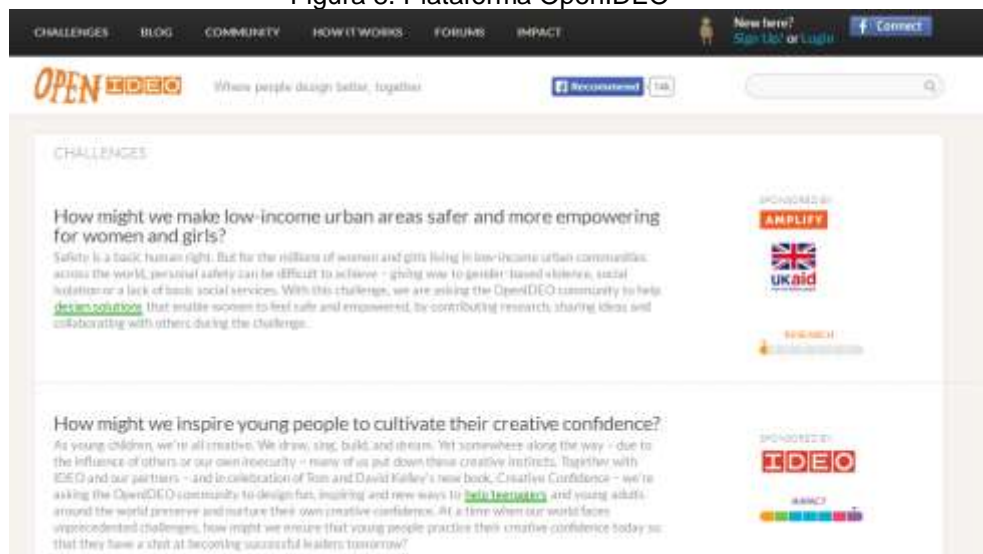 Figura 3: Plataforma OpenIDEO
CHALLENGES BLOG COMMUNITY HOW IT WORKS FORUMS IMPACT
New here?
Sign Up! or Login
Connect
OPEN IDEO
Where people design better, together
Recommend
CHALLENGES
How might we make low-income urban areas safer and more empowering
for women and girls?
Safety is a basic human right. But for the millions of women and girls living in low-income urban communities
across the world, personal safety can be difficult to achieve – giving way to gender-based violence, social
isolation or a lack of basic social services. With this challenge, we are asking the OpenIDEO community to help
design solutions that enable women to feel safe and empowered, by contributing research, sharing ideas and
collaborating with others during the challenge.
SPONSORED BY
AMPLIFY
UKaid
RESEARCH
How might we inspire young people to cultivate their creative confidence?
As young children, we're all creative. We draw, sing, build, and dream. Yet somewhere along the way – due to
the influence of others or our own insecurity – many of us put down these creative instincts. Together with
IDEO and our partners – and in celebration of Tom and David Kelley's new book, Creative Confidence – we're
asking the OpenIDEO community to design fun, inspiring and new ways to help teenagers and young adults
around the world preserve and nurture their own creative confidence. At a time when our world faces
unprecedented challenges, how might we ensure that young people practice their creative confidence today so
that they have a shot at becoming successful leaders tomorrow?
SPONSORED BY
IDEO
IMPACT